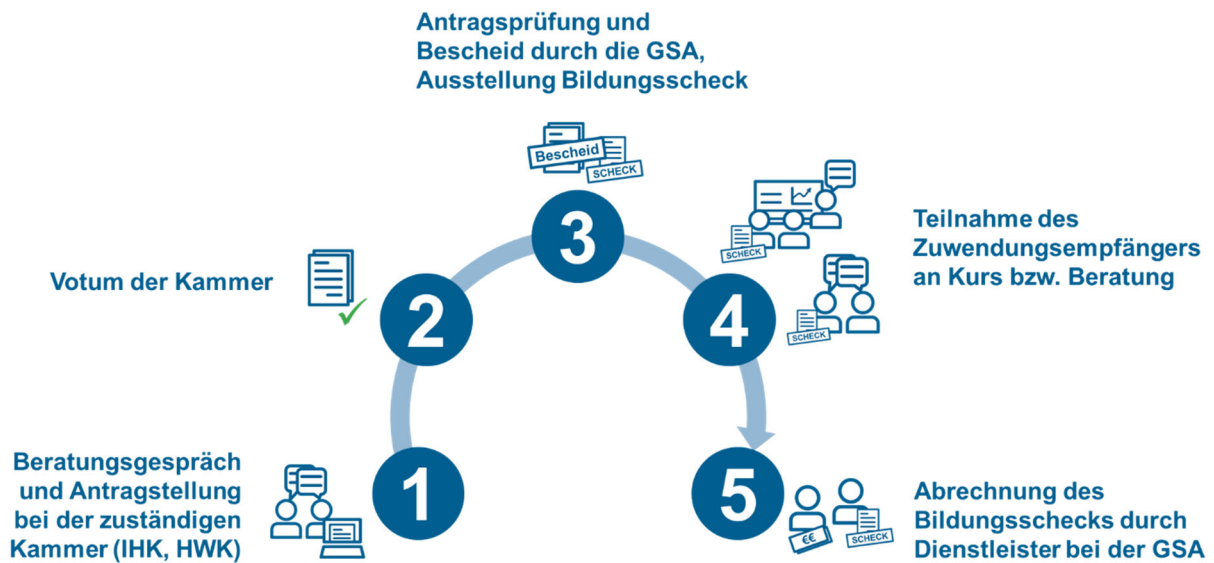 Antragsprüfung und
Bescheid durch die GSA,
Ausstellung Bildungsscheck
Bescheid
SCHECK
3
Votum der Kammer
2
4
SCHECK
SCHECK
Teilnahme des
Zuwendungsempfängers
an Kurs bzw. Beratung
Beratungsgespräch
und Antragstellung
bei der zuständigen
Kammer (IHK, HWK)
1
5
€€
SCHECK
Abrechnung des
Bildungsschecks durch
Dienstleister bei der GSA